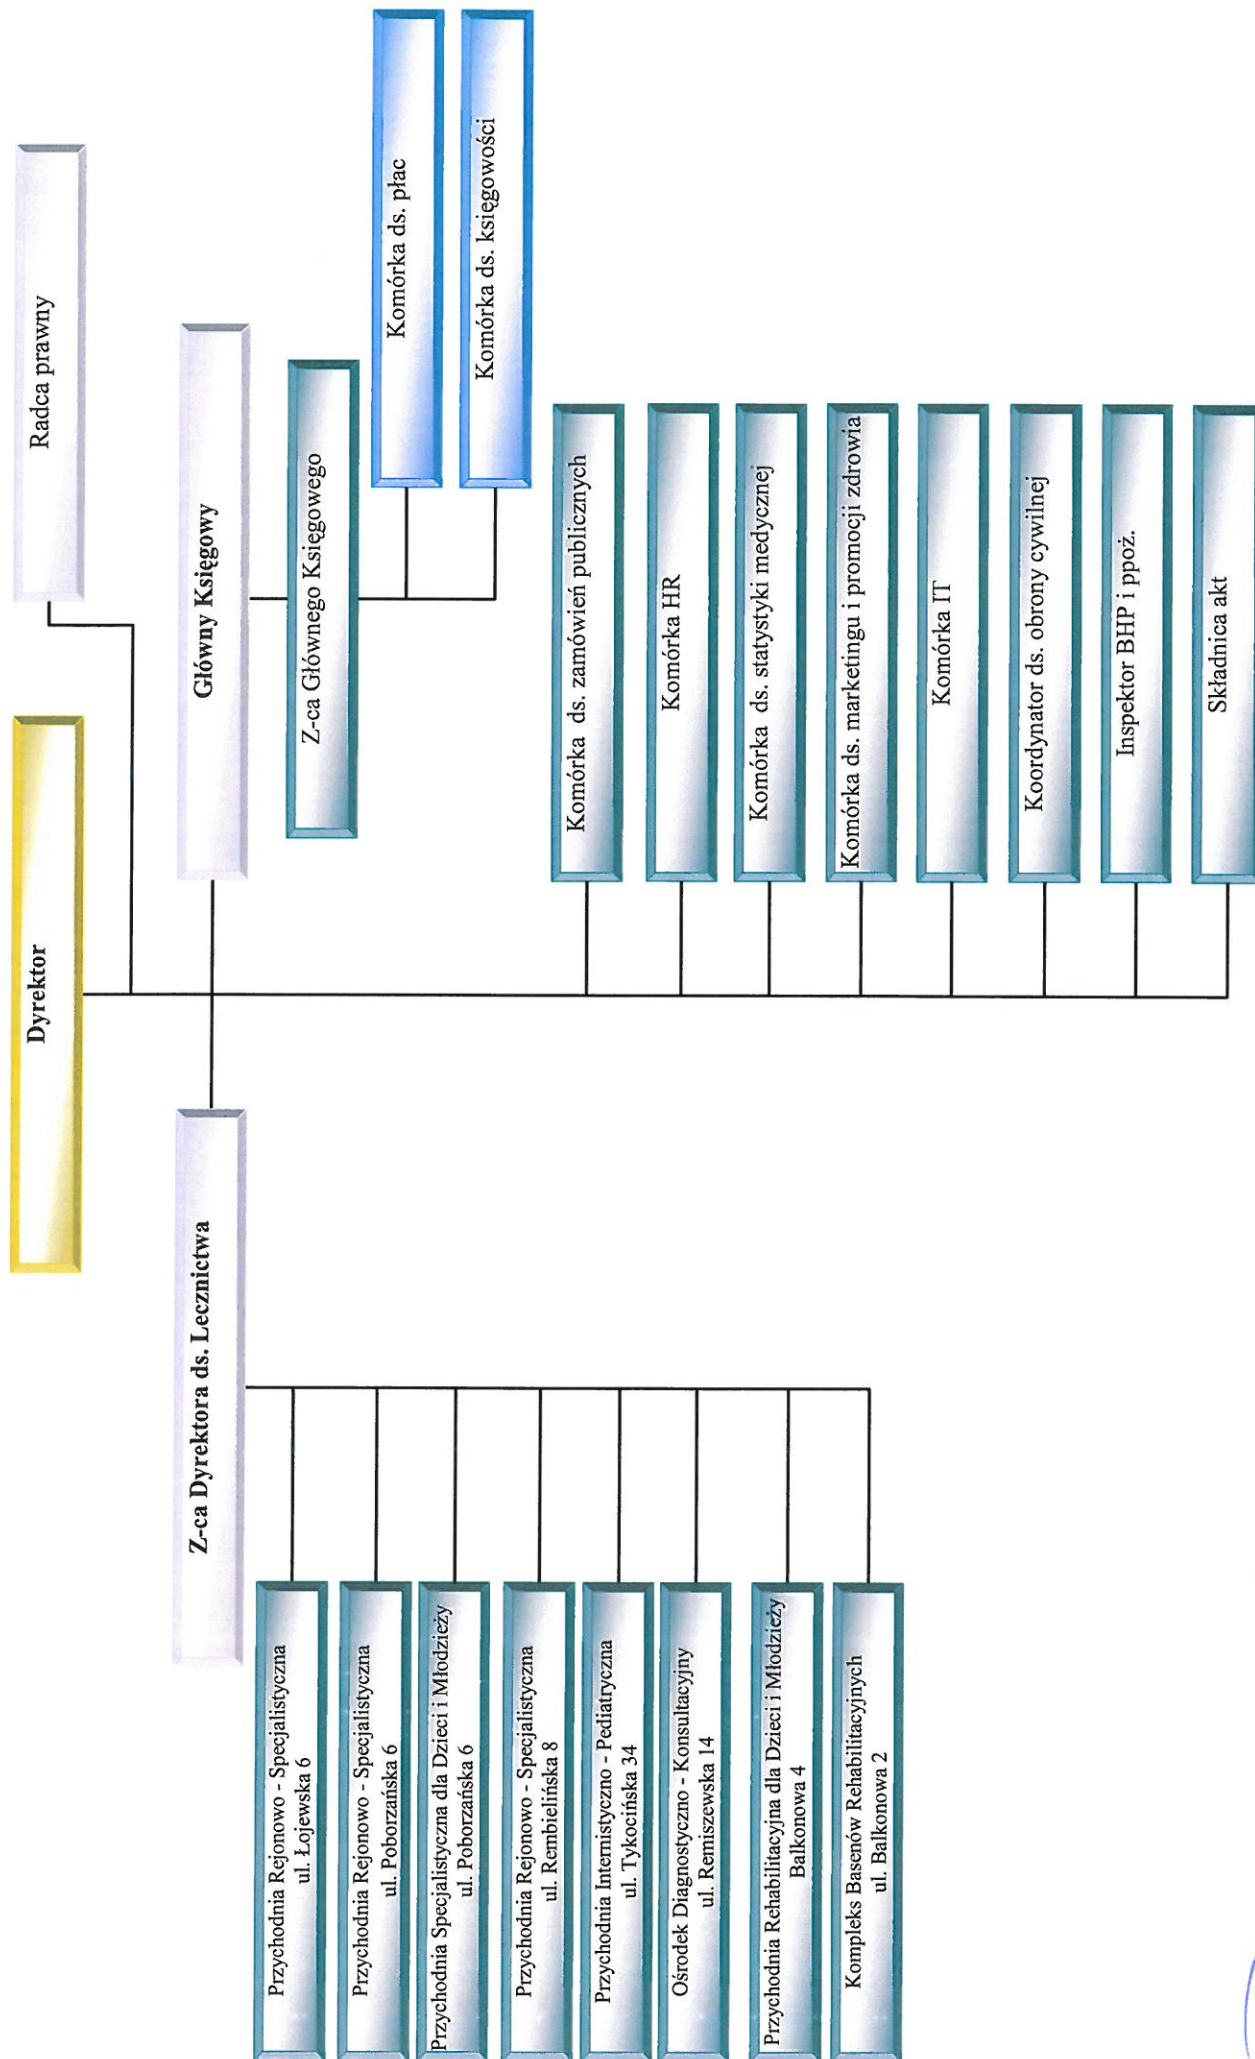 Dyrektor
Radca prawny
Z-ca Dyrektora ds. Lecznictwa
Główny Księgowy
Przychodnia Rejonowo - Specjalistyczna
ul. Łojewska 6
Przychodnia Rejonowo - Specjalistyczna
ul. Poborzańska 6
Przychodnia Specjalistyczna dla Dzieci i Młodzieży
ul. Poborzańska 6
Przychodnia Rejonowo - Specjalistyczna
ul. Rembielińska 8
Przychodnia Internistyczno - Pediatryczna
ul. Tykocińska 34
Ośrodek Diagnostyczno - Konsultacyjny
ul. Remiszewska 14
Przychodnia Rehabilitacyjna dla Dzieci i Młodzieży
Balkonowa 4
Kompleks Basenów Rehabilitacyjnych
ul. Balkonowa 2
Z-ca Głównego Księgowego
Komórka ds. płac
Komórka ds. księgowości
Komórka ds. zamówień publicznych
Komórka HR
Komórka ds. statystyki medycznej
Komórka ds. marketingu i promocji zdrowia
Komórka IT
Koordynator ds. obrony cywilnej
Inspektor BHP i ppoż.
Składnica akt